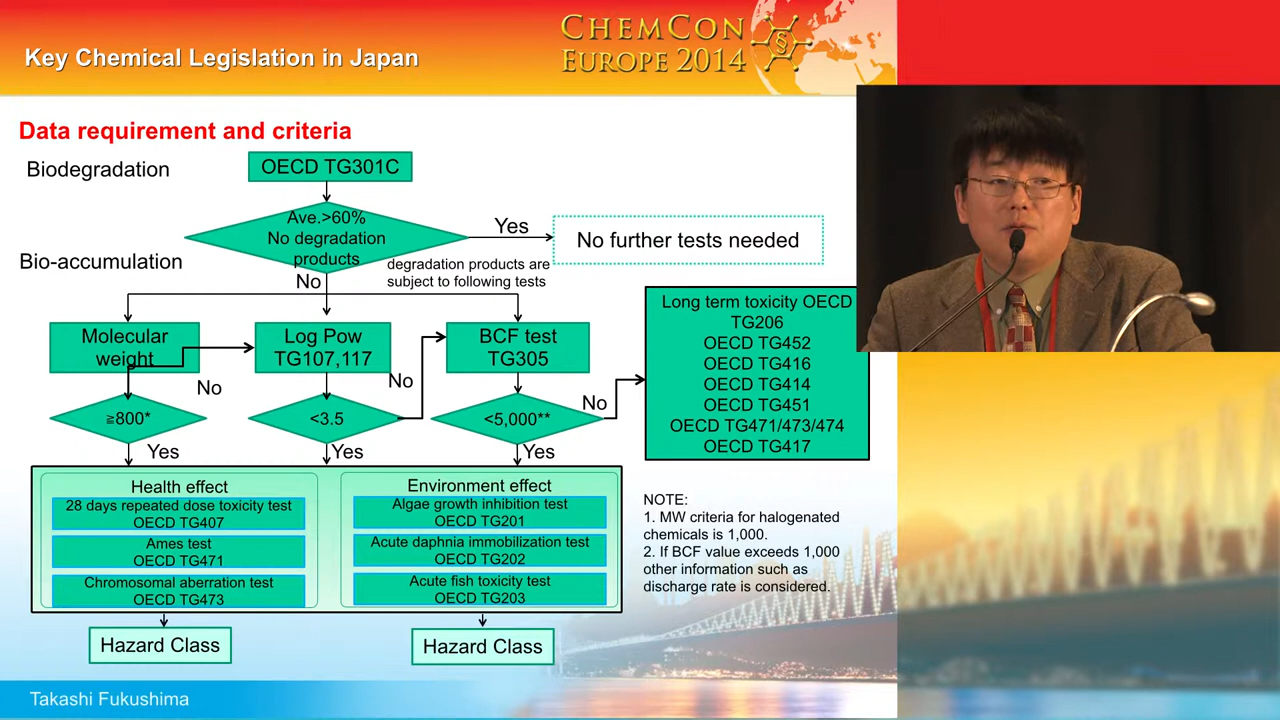 Key Chemical Legislation in Japan
CHEMCON
EUROPE 2014
§
Data requirement and criteria
Biodegradation
OECD TG301C
Ave.>60%
No degradation
products
Yes
No further tests needed
Bio-accumulation
No
degradation products are
subject to following tests
Molecular
weight
Log Pow
TG107,117
BCF test
TG305
No
No
No
≧800*
<3.5
<5,000**
Yes
Yes
Yes
Long term toxicity OECD
TG206
OECD TG452
OECD TG416
OECD TG414
OECD TG451
OECD TG471/473/474
OECD TG417
Health effect
28 days repeated dose toxicity test
OECD TG407
Ames test
OECD TG471
Chromosomal aberration test
OECD TG473
Environment effect
Algae growth inhibition test
OECD TG201
Acute daphnia immobilization test
OECD TG202
Acute fish toxicity test
OECD TG203
NOTE:
1. MW criteria for halogenated
chemicals is 1,000.
2. If BCF value exceeds 1,000
other information such as
discharge rate is considered.
Hazard Class
Hazard Class
Takashi Fukushima